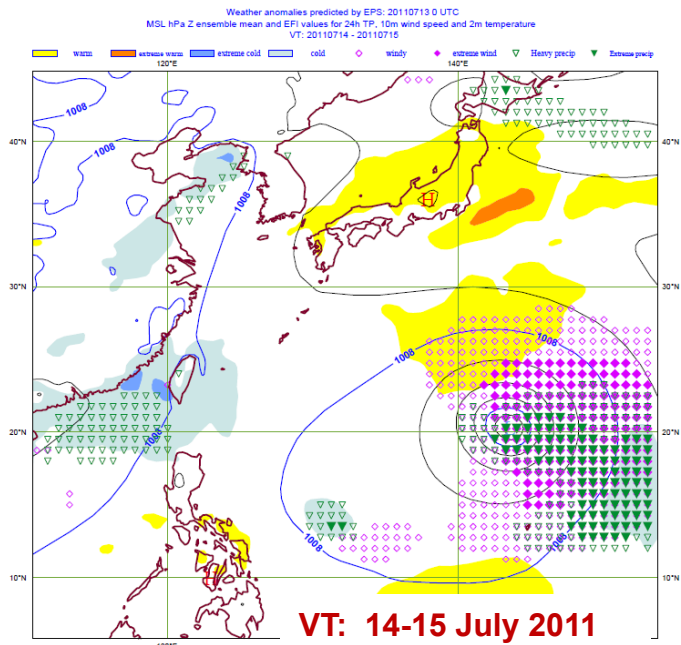 Weather anomalies predicted by EPS: 20110713 0 UTC
MSL hPa Z ensemble mean and EFI values for 24h TP, 10m wind speed and 2m temperature
VT: 20110714 - 20110715
warm extreme warm extreme cold cold windy extreme wind Heavy precip Extreme precip
120°E 140°E
1008
1008
1008
40°N 40°N
H
30°N 30°N
1008
1008
20°N 20°N
1008
1008
10°N 10°N
VT: 14-15 July 2011